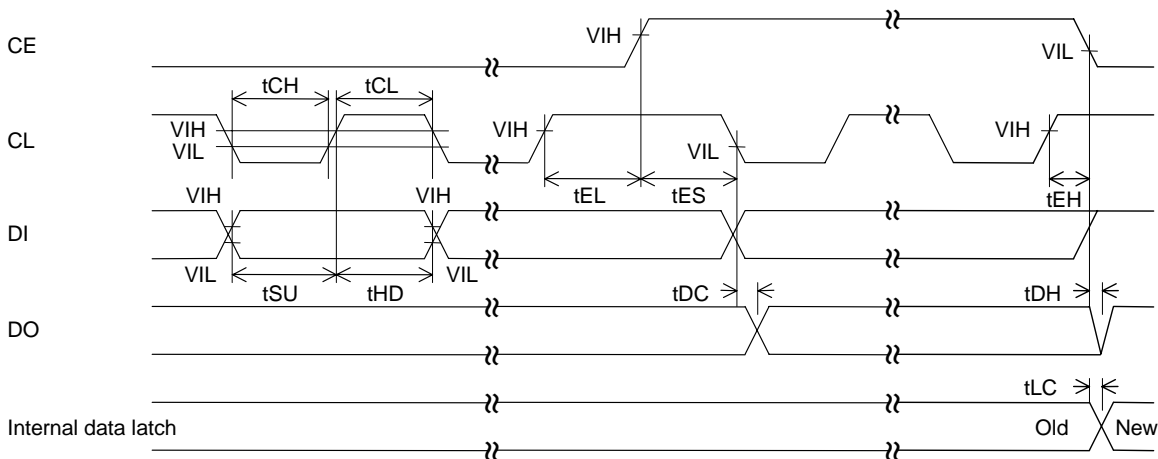 CE
VIH
VIL
tCH
tCL
CL
VIH
VIL
VIH
VIL
VIH
tEL
tES
tEH
DI
VIH
VIH
VIL
VIL
tSU
tHD
tDC
tDH
DO
tLC
Internal data latch
Old
New